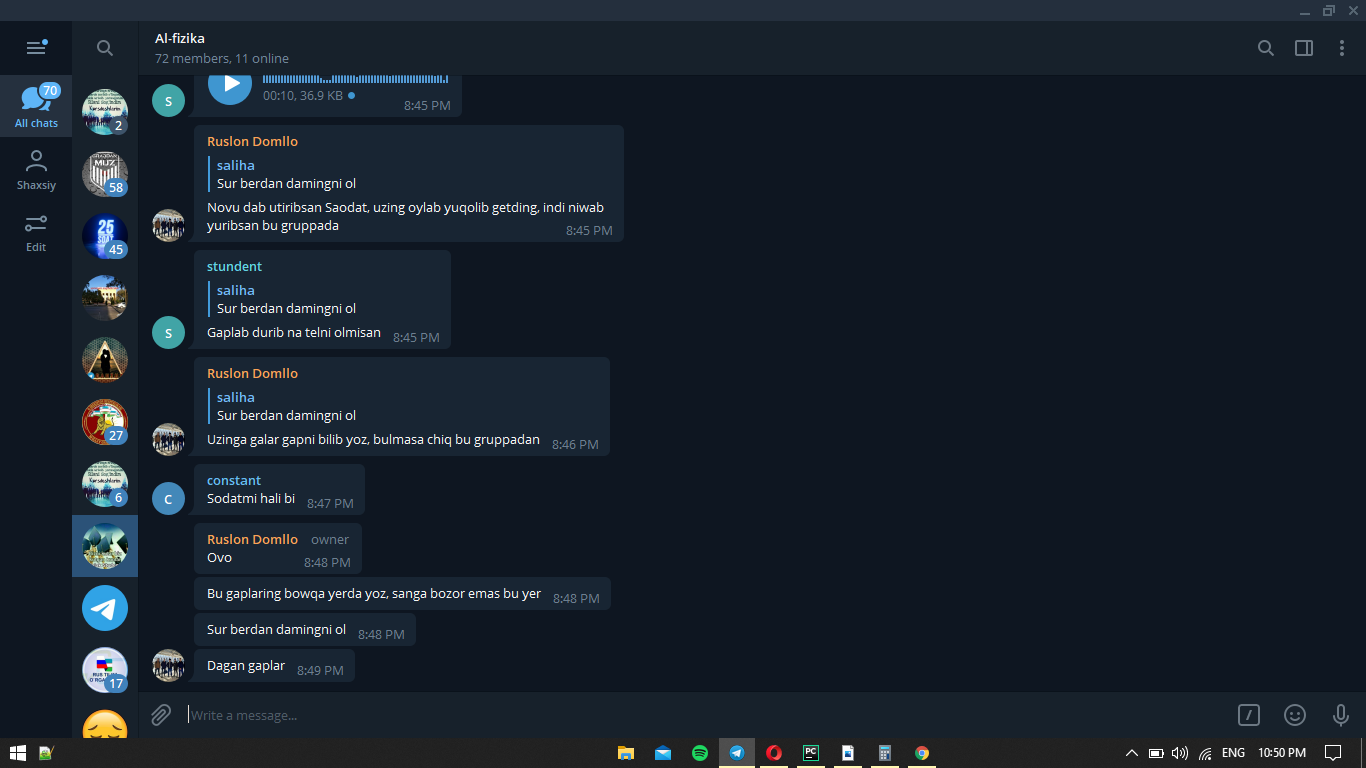 Al-fizika
72 members, 11 online
70
All chats
Shaxsiy
Edit
2
MUZ
58
25
45
27
6
17
S
00:10, 36.9 KB
8:45 PM
Ruslon Domllo
saliha
Sur berdan damingni ol
Novu dab utiribsan Saodat, uzing oylab yuqolib getding, indi niwab
yuribsan bu gruppada
8:45 PM
stundent
saliha
Sur berdan damingni ol
S
Gaplab durib na telni olmisan 8:45 PM
Ruslon Domllo
saliha
Sur berdan damingni ol
Uzinga galar gapni bilib yoz, bulmasa chiq bu gruppadan 8:46 PM
constant
C
Sodatmi hali bi 8:47 PM
Ruslon Domllo owner
Ovo 8:48 PM
Bu gaplaring bowqa yerda yoz, sanga bozor emas bu yer 8:48 PM
Sur berdan damingni ol 8:48 PM
Dagan gaplar 8:49 PM
Write a message...
PC
ENG 10:50 PM